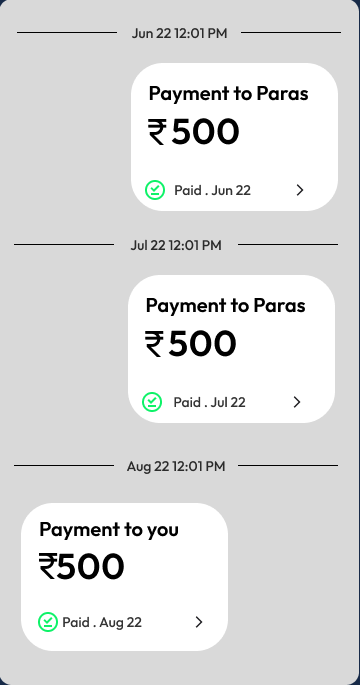 Jun 22 12:01 PM
Payment to Paras
₹500
Paid . Jun 22
Jul 22 12:01 PM
Payment to Paras
₹500
Paid . Jul 22
Aug 22 12:01 PM
Payment to you
₹500
Paid . Aug 22